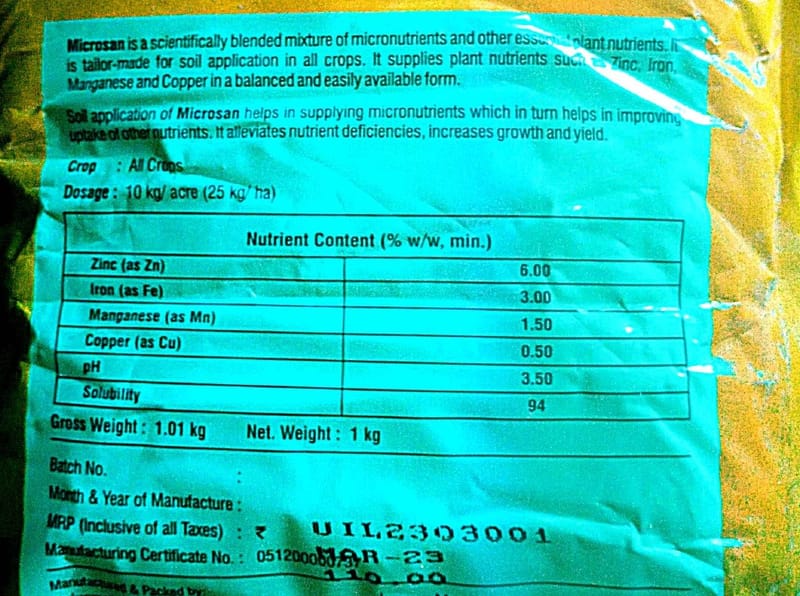 Microsan is a scientifically blended mixture of micronutrients and other plant nutrients. It
is tailor-made for soil application in all crops. It supplies plant nutrients such Zinc, Iron,
Manganese and Copper in a balanced and easily available form.
Soil application of Microsan helps in supplying micronutrients which in turn helps in improving
uptake of other nutrients. It alleviates nutrient deficiencies, increases growth and yield.
Crop : All Crops
Dosage : 10 kg/ acre (25 kg/ ha)
Nutrient Content (% w/w, min.)
Zinc (as Zn) 6.00
Iron (as Fe) 3.00
Manganese (as Mn) 1.50
Copper (as Cu) 0.50
pH 3.50
Solubility 94
Gross Weight : 1.01 kg Net. Weight : 1 kg
Batch No. :
Month & Year of Manufacture :
MRP (Inclusive of all Taxes) : ₹ UIL2303001
Manufacturing Certificate No. : MAR-23
110.00
Manufactured & Packed by: